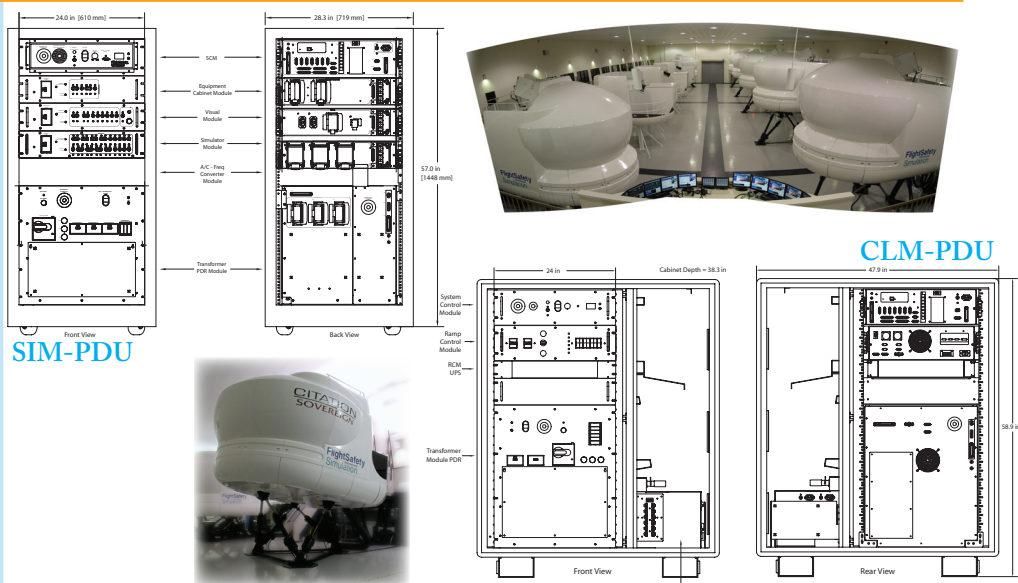 24.0 in [610 mm]
28.3 in [719 mm]
SCM
Equipment
Cabinet Module
Visual
Module
Simulator
Module
A/C - Freq
Converter
Module
Transformer
PDR Module
57.0 in
[1448 mm]
Front View
Back View
SIM-PDU
FlightSafety
Simulation
FlightSafety
Simulation
CITATION
SOVEREIGN
FlightSafety
Simulation
CLM-PDU
24 in
Cabinet Depth = 38.3 in
47.9 in
System
Control
Module
Ramp
Control
Module
RCM
UPS
Transformer
Module PDR
58.9 in
Front View
Rear View